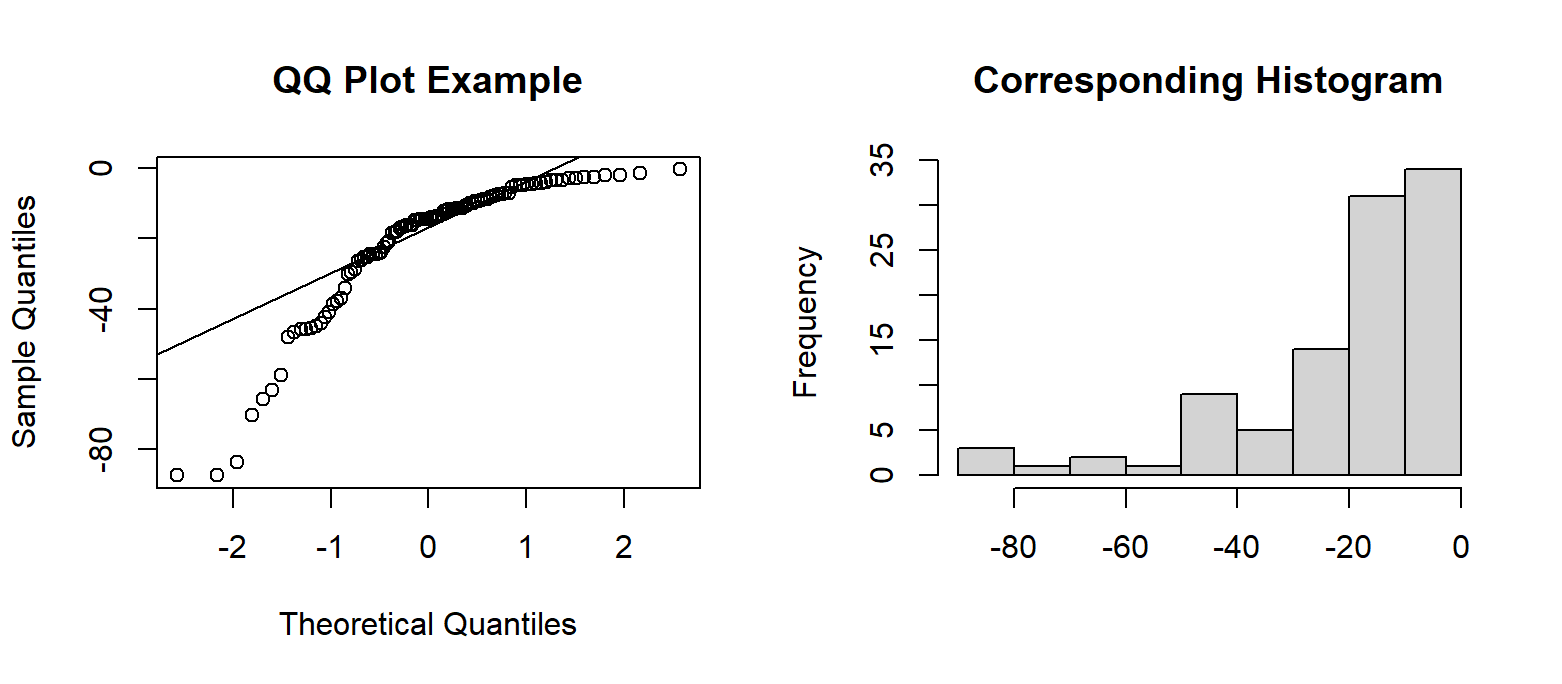 QQ Plot Example
0
-40
-80
Sample Quantiles
-2 -1 0 1 2
Theoretical Quantiles
Corresponding Histogram
35
25
15
5
0
Frequency
-80 -60 -40 -20 0